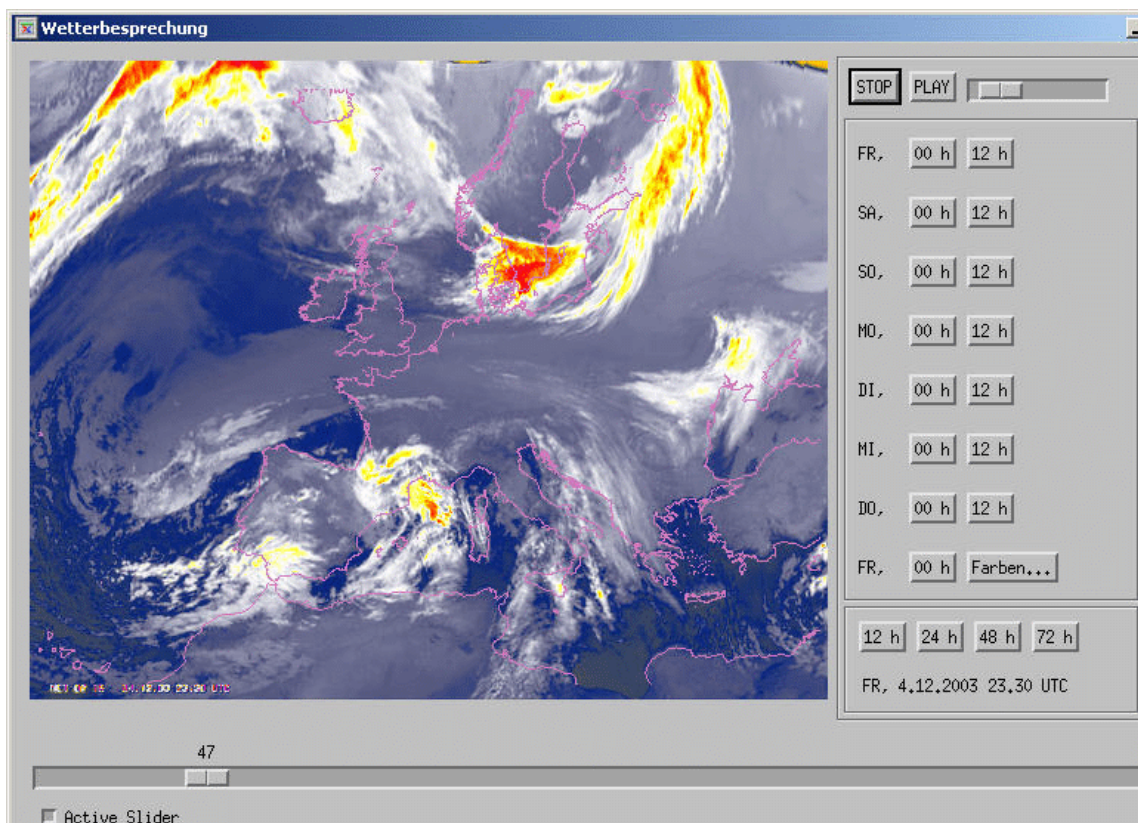 Wetterbesprechung
STOP PLAY
FR, 00 h 12 h
SA, 00 h 12 h
SO, 00 h 12 h
MO, 00 h 12 h
DI, 00 h 12 h
MI, 00 h 12 h
DO, 00 h 12 h
FR, 00 h Farben...
12 h 24 h 48 h 72 h
FR, 4.12.2003 23.30 UTC
UTC
47
Active Slider